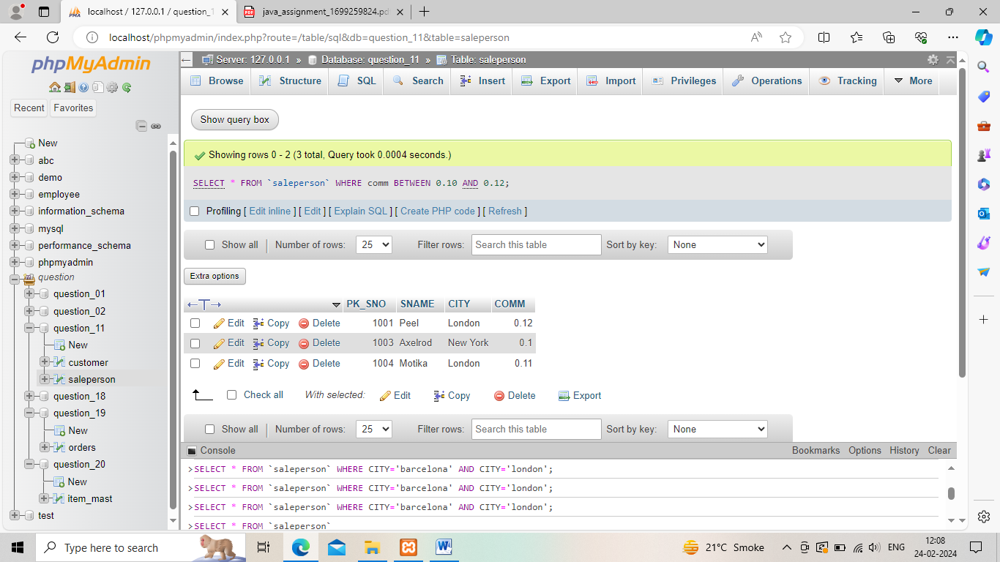 localhost / 127.0.0.1 / question_1
java_assignment_1699259824.pd
localhost/phpmyadmin/index.php?route=/table/sql&db=question_11&table=saleperson
phpMyAdmin
Recent Favorites
New
abc
demo
employee
information_schema
mysql
performance_schema
phpmyadmin
question
question_01
question_02
question_11
New
customer
saleperson
question_18
question_19
New
orders
question_20
New
item_mast
test
Server: 127.0.0.1 » Database: question_11 » Table: saleperson
Browse Structure SQL Search Insert Export Import Privileges Operations Tracking More
Show query box
Showing rows 0 - 2 (3 total, Query took 0.0004 seconds.)
SELECT * FROM `saleperson` WHERE comm BETWEEN 0.10 AND 0.12;
Profiling [ Edit inline ] [ Edit ] [ Explain SQL ] [ Create PHP code ] [ Refresh ]
Show all | Number of rows: 25 Filter rows: Search this table Sort by key: None
Extra options
←T→ PK_SNO SNAME CITY COMM
Edit Copy Delete 1001 Peel London 0.12
Edit Copy Delete 1003 Axelrod New York 0.1
Edit Copy Delete 1004 Motika London 0.11
Check all With selected: Edit Copy Delete Export
Show all | Number of rows: 25 Filter rows: Search this table Sort by key: None
Console Bookmarks Options History Clear
>SELECT * FROM `saleperson` WHERE CITY='barcelona' AND CITY='london';
>SELECT * FROM `saleperson` WHERE CITY='barcelona' AND CITY='london';
>SELECT * FROM `saleperson` WHERE CITY='barcelona' AND CITY='london';
>SELECT * FROM `saleperson`
Type here to search
21°C Smoke
ENG
12:08
24-02-2024